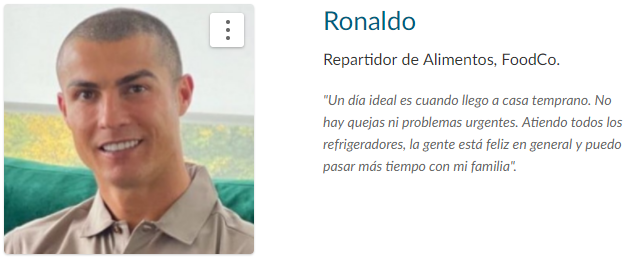 Ronaldo
Repartidor de Alimentos, FoodCo.
"Un día ideal es cuando llego a casa temprano. No
hay quejas ni problemas urgentes. Atiendo todos los
refrigeradores, la gente está feliz en general y puedo
pasar más tiempo con mi familia".